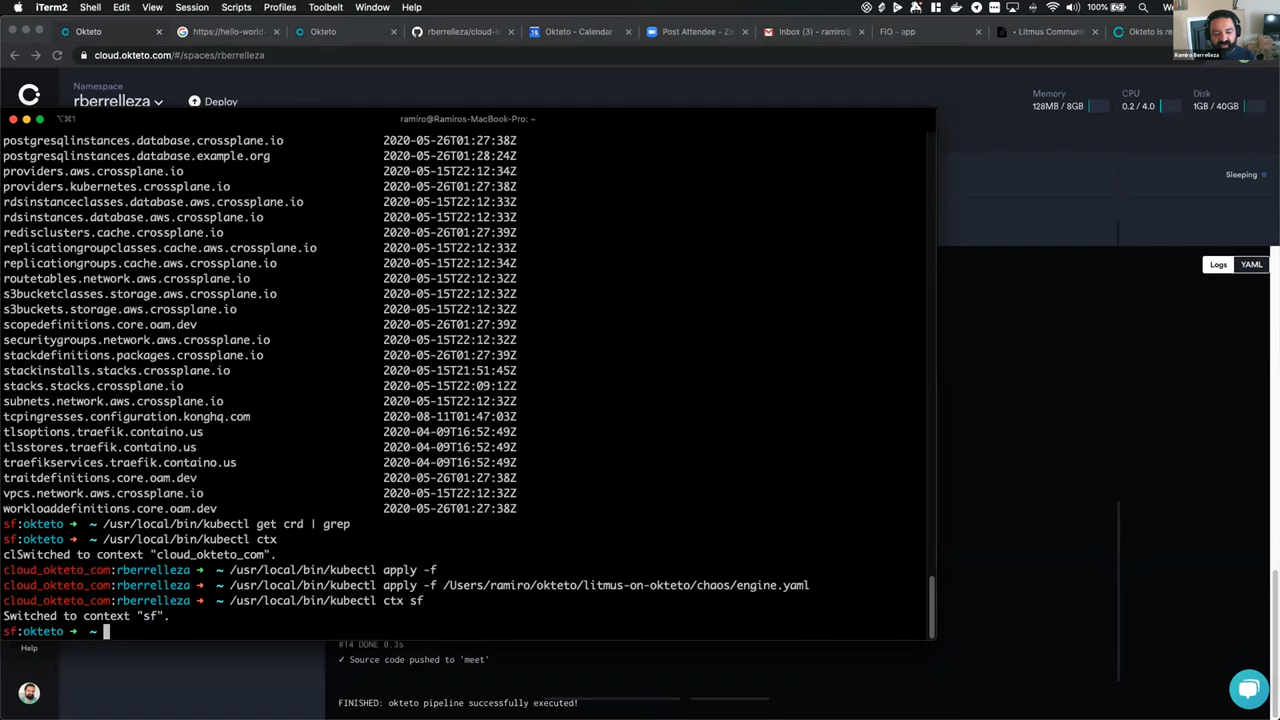 iTerm2 Shell Edit View Session Scripts Profiles Toolbelt Window Help 100%
Okteto https://hello-world- Okteto rberrelleza/cloud- Okteto - Calendar Post Attendee - Zo Inbox (3) - ramiro@ FIO - app - Litmus Communi Okteto is re
cloud.okteto.com/#/spaces/rberrelleza
Ramiro Berrelleza
Namespace
rberrelleza Deploy
Memory CPU Disk
128MB / 8GB 0.2 / 4.0 1GB / 40GB
⌥⌘1 ramiro@Ramiros-MacBook-Pro: ~
postgresqlinstances.database.crossplane.io 2020-05-26T01:27:38Z
postgresqlinstances.database.example.org 2020-05-26T01:28:24Z
providers.aws.crossplane.io 2020-05-15T22:12:34Z
Sleeping
providers.kubernetes.crossplane.io 2020-05-26T01:27:38Z
rdsinstanceclasses.database.aws.crossplane.io 2020-05-15T22:12:33Z
rdsinstances.database.aws.crossplane.io 2020-05-15T22:12:33Z
redisclusters.cache.crossplane.io 2020-05-26T01:27:39Z
replicationgroupclasses.cache.aws.crossplane.io 2020-05-15T22:12:33Z
replicationgroups.cache.aws.crossplane.io 2020-05-15T22:12:34Z
Logs YAML
routetables.network.aws.crossplane.io 2020-05-15T22:12:32Z
s3bucketclasses.storage.aws.crossplane.io 2020-05-15T22:12:32Z
s3buckets.storage.aws.crossplane.io 2020-05-15T22:12:32Z
scopedefinitions.core.oam.dev 2020-05-26T01:27:39Z
securitygroups.network.aws.crossplane.io 2020-05-15T22:12:32Z
stackdefinitions.packages.crossplane.io 2020-05-26T01:27:39Z
stackinstalls.stacks.crossplane.io 2020-05-15T21:51:45Z
stacks.stacks.crossplane.io 2020-05-15T22:09:12Z
subnets.network.aws.crossplane.io 2020-05-15T22:12:32Z
tcpingresses.configuration.konghq.com 2020-08-11T01:47:03Z
tlsoptions.traefik.containo.us 2020-04-09T16:52:49Z
tlsstores.traefik.containo.us 2020-04-09T16:52:49Z
traefikservices.traefik.containo.us 2020-04-09T16:52:49Z
traitdefinitions.core.oam.dev 2020-05-26T01:27:38Z
vpcs.network.aws.crossplane.io 2020-05-15T22:12:32Z
workloaddefinitions.core.oam.dev 2020-05-26T01:27:38Z
sf:okteto ➜ ~ /usr/local/bin/kubectl get crd | grep
sf:okteto ➜ ~ /usr/local/bin/kubectl ctx
clSwitched to context "cloud_okteto_com".
cloud_okteto_com:rberrelleza ➜ ~ /usr/local/bin/kubectl apply -f
cloud_okteto_com:rberrelleza ➜ ~ /usr/local/bin/kubectl apply -f /Users/ramiro/okteto/litmus-on-okteto/chaos/engine.yaml
cloud_okteto_com:rberrelleza ➜ ~ /usr/local/bin/kubectl ctx sf
Switched to context "sf".
sf:okteto ➜ ~
#14 DONE 0.3s
Help
✓ Source code pushed to 'meet'
FINISHED: okteto pipeline successfully executed!